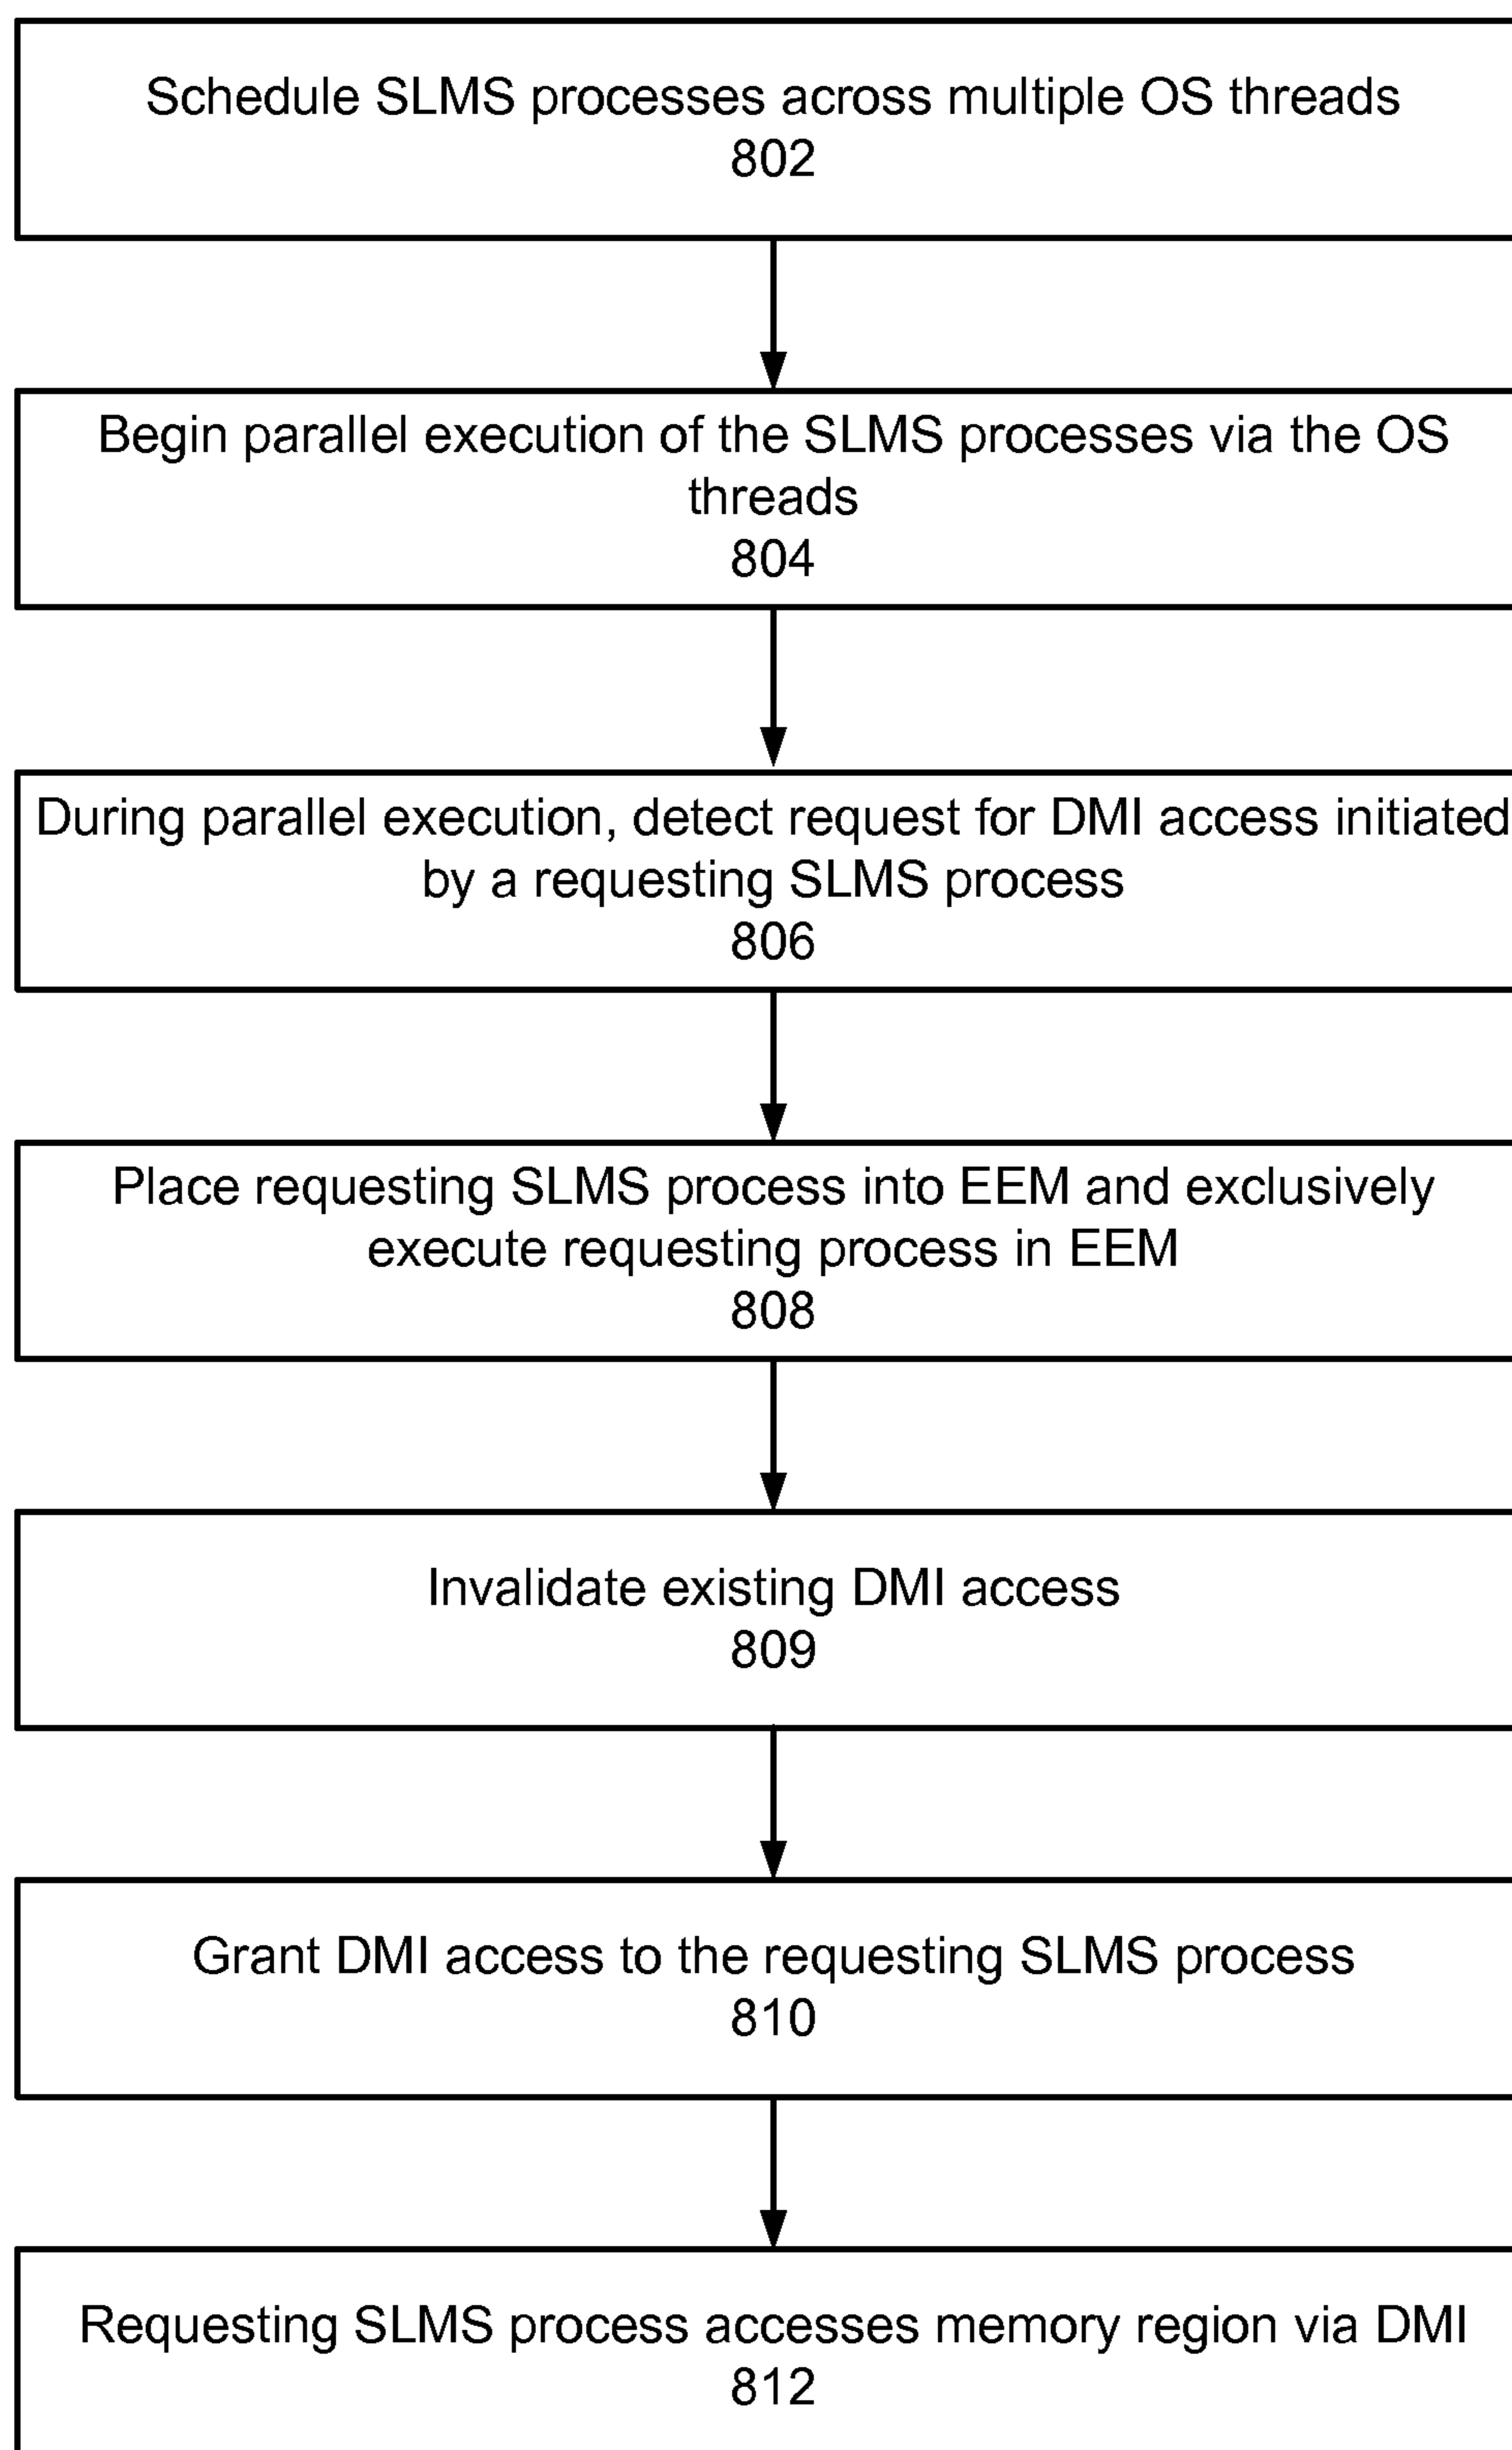 Schedule SLMS processes across multiple OS threads
802
Begin parallel execution of the SLMS processes via the OS
threads
804
During parallel execution, detect request for DMI access initiated
by a requesting SLMS process
806
Place requesting SLMS process into EEM and exclusively
execute requesting process in EEM
808
Invalidate existing DMI access
809
Grant DMI access to the requesting SLMS process
810
Requesting SLMS process accesses memory region via DMI
812